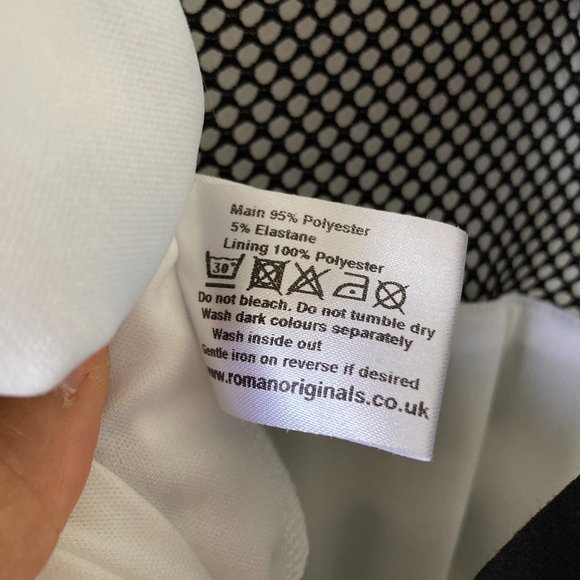 Main 95% Polyester
5% Elastane
Lining 100% Polyester
30°
Do not bleach. Do not tumble dry
Wash dark colours separately
Wash inside out
Gentle iron on reverse if desired
www.romanoriginals.co.uk